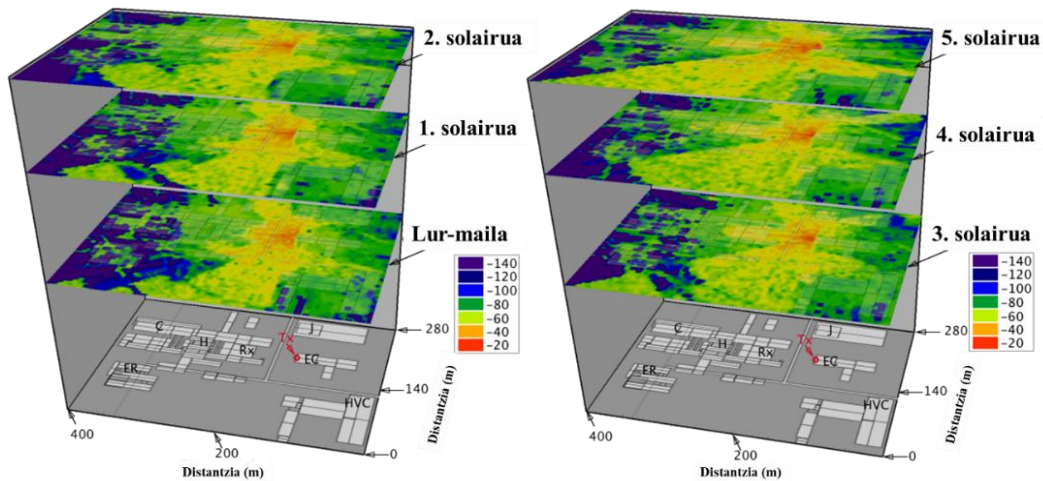 2. solairua
1. solairua
Lur-maila
-140
-120
-100
-80
-60
-40
-20
C
H
Rx
Tx
J
EC
ER
HVC
280
140
0
400
200
Distantzia (m)
Distantzia (m)
5. solairua
4. solairua
3. solairua
-140
-120
-100
-80
-60
-40
-20
C
H
Rx
Tx
J
EC
ER
HVC
280
140
0
400
200
Distantzia (m)
Distantzia (m)